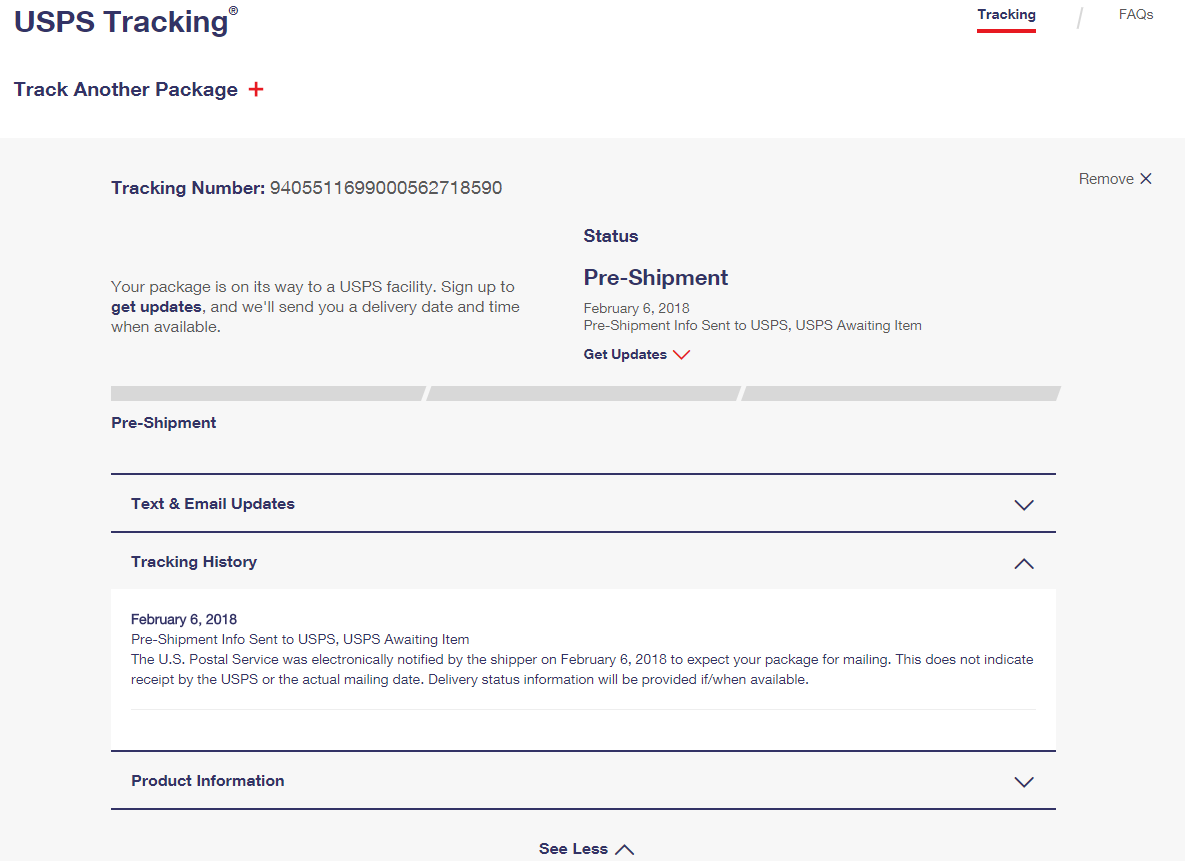 USPS Tracking®
Tracking
FAQs
Track Another Package +
Tracking Number: 9405511699000562718590
Remove ✕
Your package is on its way to a USPS facility. Sign up to
get updates, and we'll send you a delivery date and time
when available.
Status
Pre-Shipment
February 6, 2018
Pre-Shipment Info Sent to USPS, USPS Awaiting Item
Get Updates
Pre-Shipment
Text & Email Updates
Tracking History
February 6, 2018
Pre-Shipment Info Sent to USPS, USPS Awaiting Item
The U.S. Postal Service was electronically notified by the shipper on February 6, 2018 to expect your package for mailing. This does not indicate
receipt by the USPS or the actual mailing date. Delivery status information will be provided if/when available.
Product Information
See Less